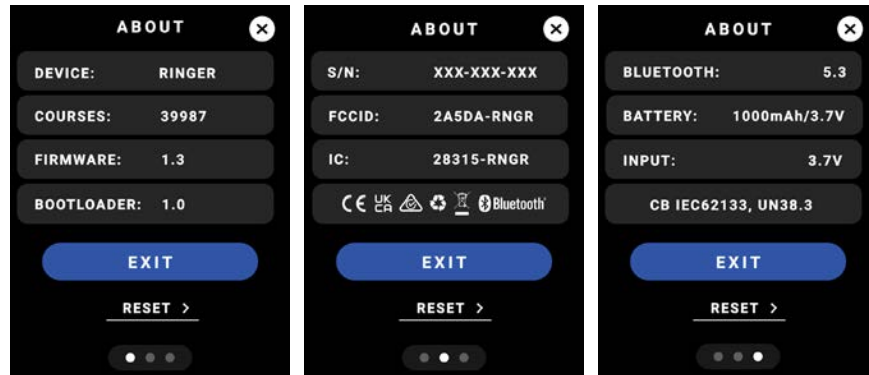 ABOUT
DEVICE: RINGER
COURSES: 39987
FIRMWARE: 1.3
BOOTLOADER: 1.0
EXIT
RESET >
ABOUT
S/N: XXX-XXX-XXX
FCCID: 2A5DA-RNGR
IC: 28315-RNGR
CE UK CA Bluetooth
EXIT
RESET >
ABOUT
BLUETOOTH: 5.3
BATTERY: 1000mAh/3.7V
INPUT: 3.7V
CB IEC62133, UN38.3
EXIT
RESET >